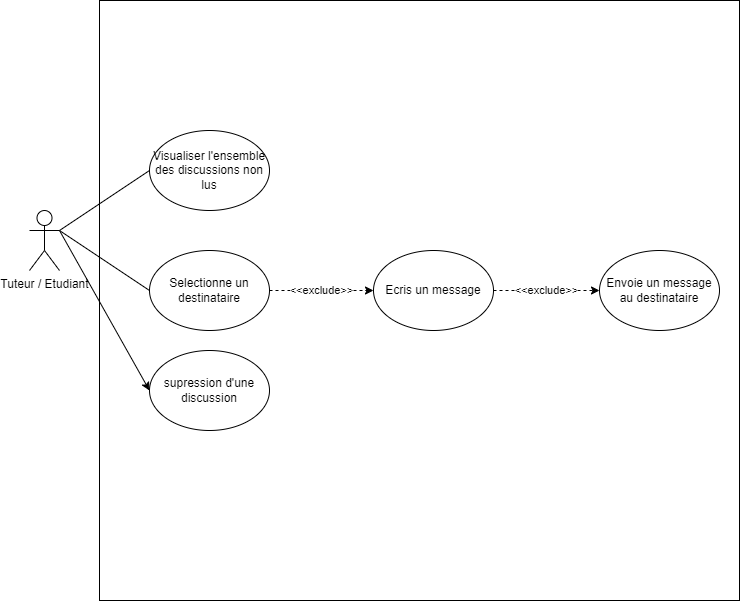 Visualiser l'ensemble
des discussions non
lus
Tuteur / Etudiant
Selectionne un
destinataire
<<exclude>>
Ecris un message
<<exclude>>
Envoie un message
au destinataire
supression d'une
discussion